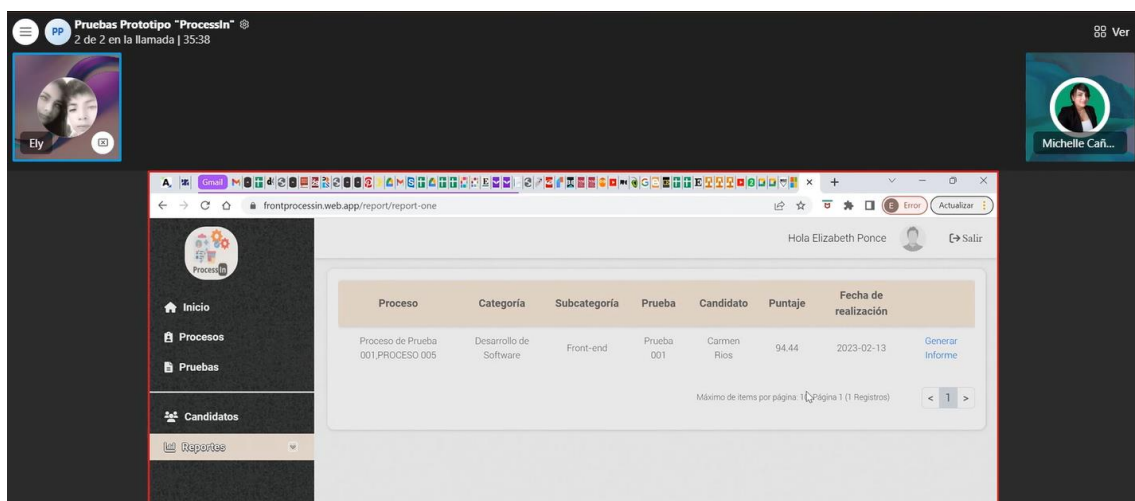 PP
Pruebas Prototipo "ProcessIn"
2 de 2 en la llamada | 35:38
Ver
Ely
Michelle Cañ...
Gmail
frontprocessin.web.app/report/report-one
E Error
Actualizar
ProcessIn
Hola Elizabeth Ponce
Salir
Inicio
Procesos
Pruebas
Candidatos
Reportes
Proceso Categoría Subcategoría Prueba Candidato Puntaje Fecha de
realización
Proceso de Prueba Desarrollo de Front-end Prueba Carmen 94.44 2023-02-13 Generar
001,PROCESO 005 Software 001 Rios Informe
Máximo de items por página: Página 1 (1 Registros)
< 1 >